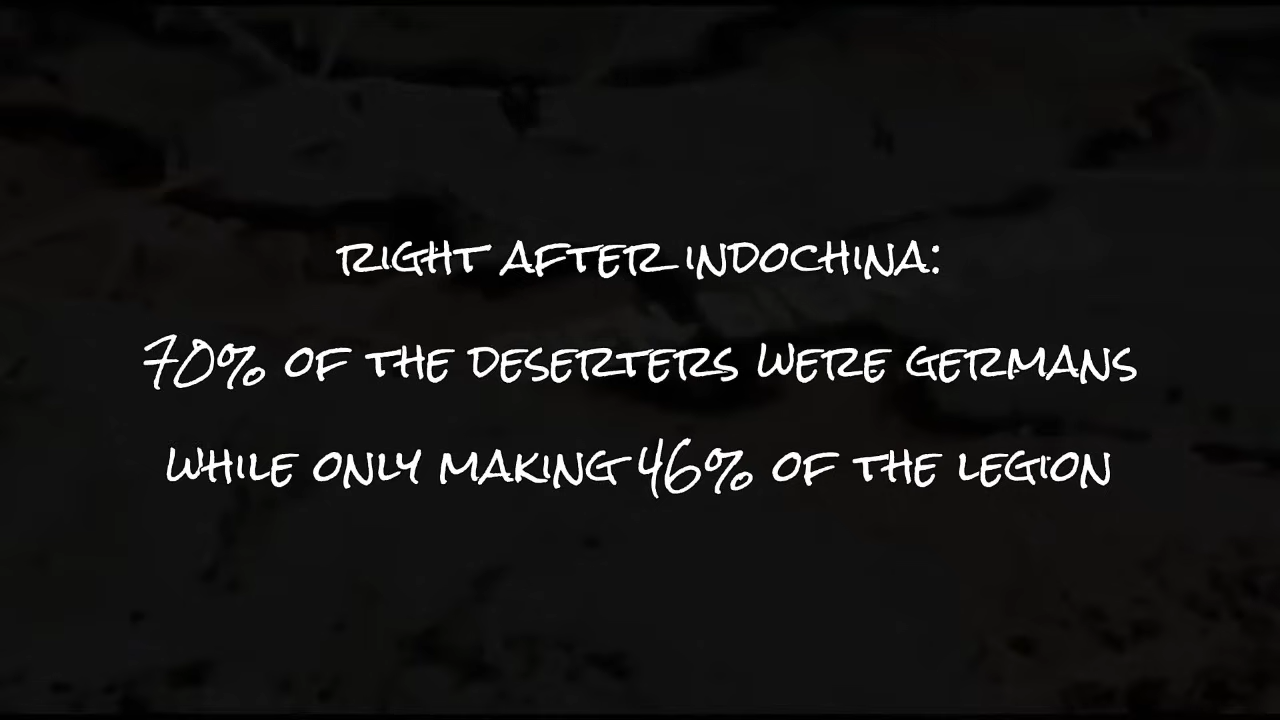 RIGHT AFTER INDOCHINA:
70% OF THE DESERTERS WERE GERMANS
WHILE ONLY MAKING 46% OF THE LEGION